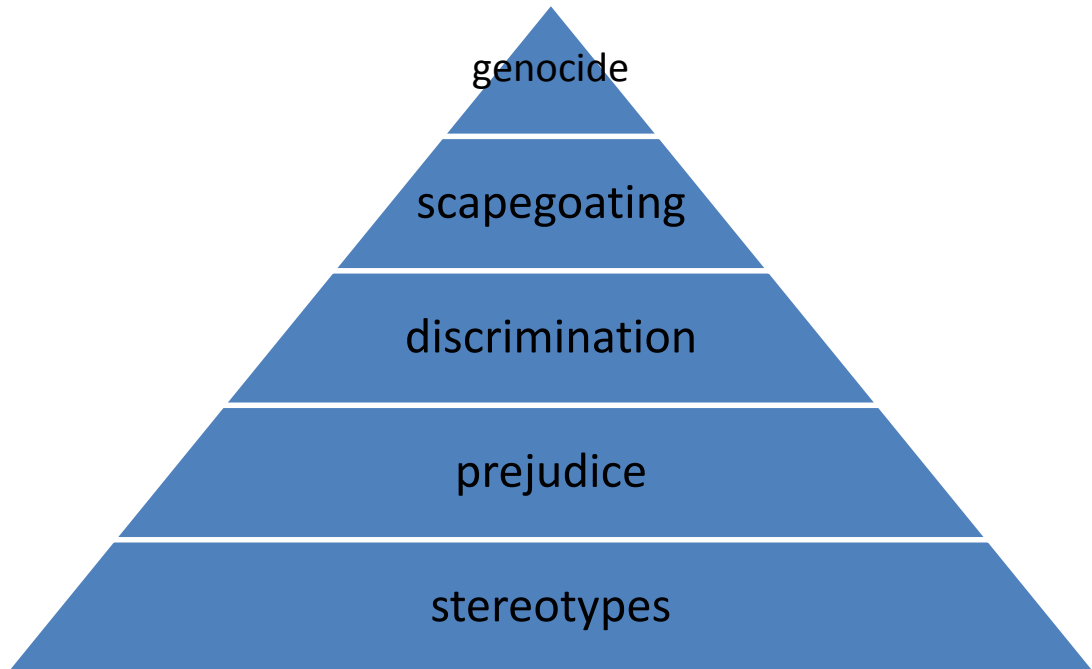 genocide
scapegoating
discrimination
prejudice
stereotypes